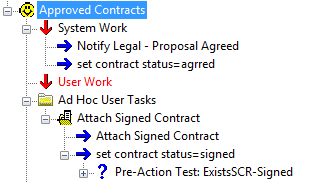 Approved Contracts
System Work
Notify Legal - Proposal Agreed
set contract status=agrred
User Work
Ad Hoc User Tasks
Attach Signed Contract
Attach Signed Contract
set contract status=signed
Pre-Action Test: ExistsSCR-Signed